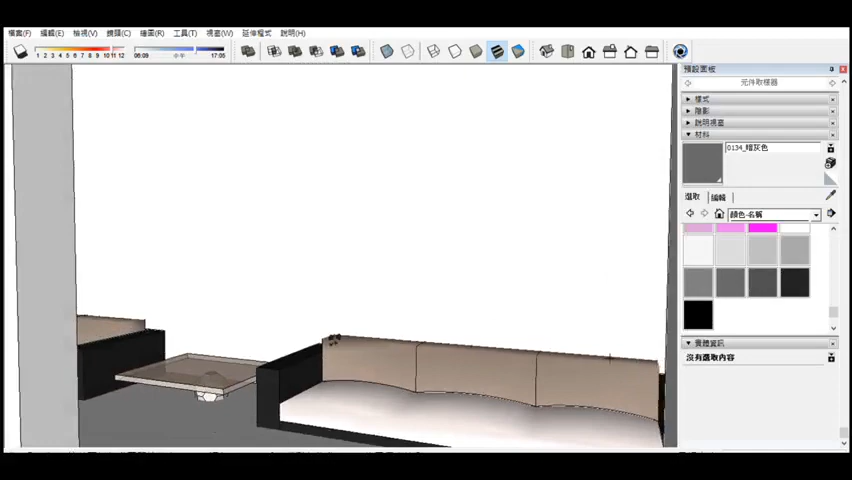 檔案(F) 編輯(E) 檢視(V) 鏡頭(C) 繪圖(R) 工具(T) 視窗(W) 延伸程式 說明(H)
1 2 3 4 5 6 7 8 9 10 11 12 06:09 17:05
預設面板
元件取樣器
樣式
陰影
說明視窗
材料
0134_暗灰色
選取 編輯
顏色-名稱
實體資訊
沒有選取內容